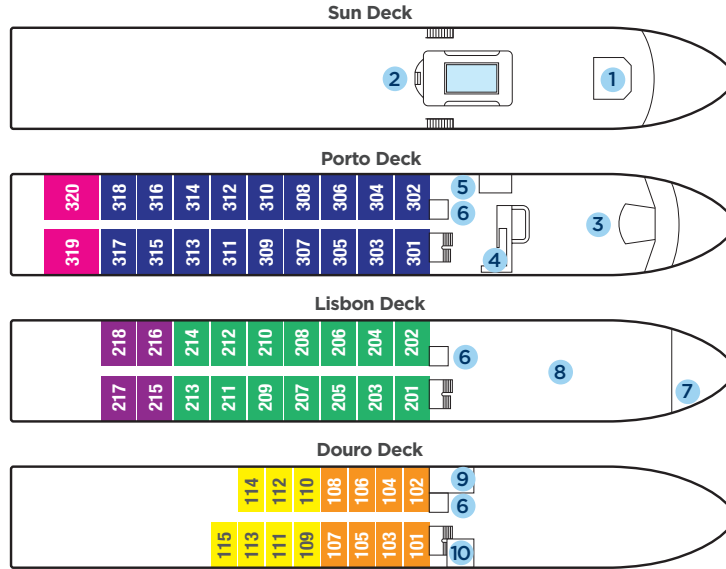 Sun Deck
2
1
Porto Deck
320 318 316 314 312 310 308 306 304 302
5
6
3
319 317 315 313 311 309 307 305 303 301
4
Lisbon Deck
218 216 214 212 210 208 206 204 202
6
8
7
217 215 213 211 209 207 205 203 201
Douro Deck
114 112 110 108 106 104 102
9
6
115 113 111 109 107 105 103 101
10